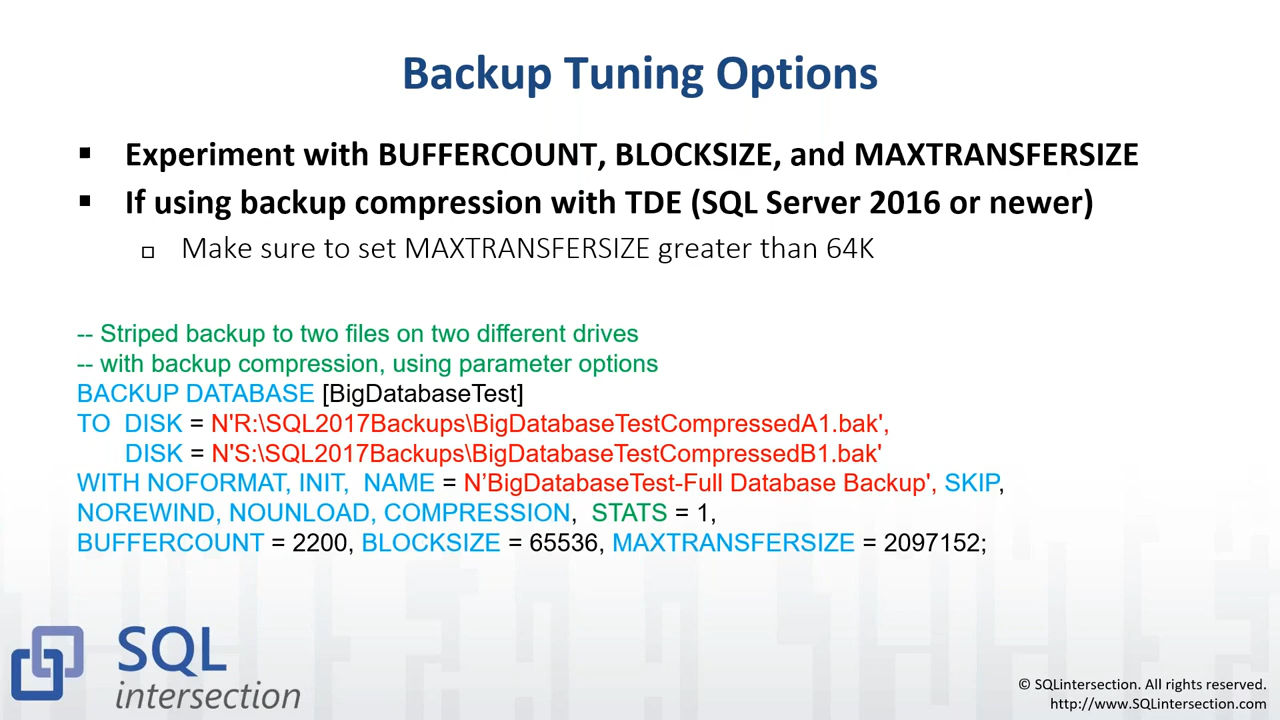 Backup Tuning Options
▪ Experiment with BUFFERCOUNT, BLOCKSIZE, and MAXTRANSFERSIZE
▪ If using backup compression with TDE (SQL Server 2016 or newer)
□ Make sure to set MAXTRANSFERSIZE greater than 64K
-- Striped backup to two files on two different drives
-- with backup compression, using parameter options
BACKUP DATABASE [BigDatabaseTest]
TO  DISK = N'R:\SQL2017Backups\BigDatabaseTestCompressedA1.bak',
DISK = N'S:\SQL2017Backups\BigDatabaseTestCompressedB1.bak'
WITH NOFORMAT, INIT,  NAME = N’BigDatabaseTest-Full Database Backup', SKIP,
NOREWIND, NOUNLOAD, COMPRESSION,  STATS = 1,
BUFFERCOUNT = 2200, BLOCKSIZE = 65536, MAXTRANSFERSIZE = 2097152;
SQL
intersection
© SQLintersection. All rights reserved.
http://www.SQLintersection.com